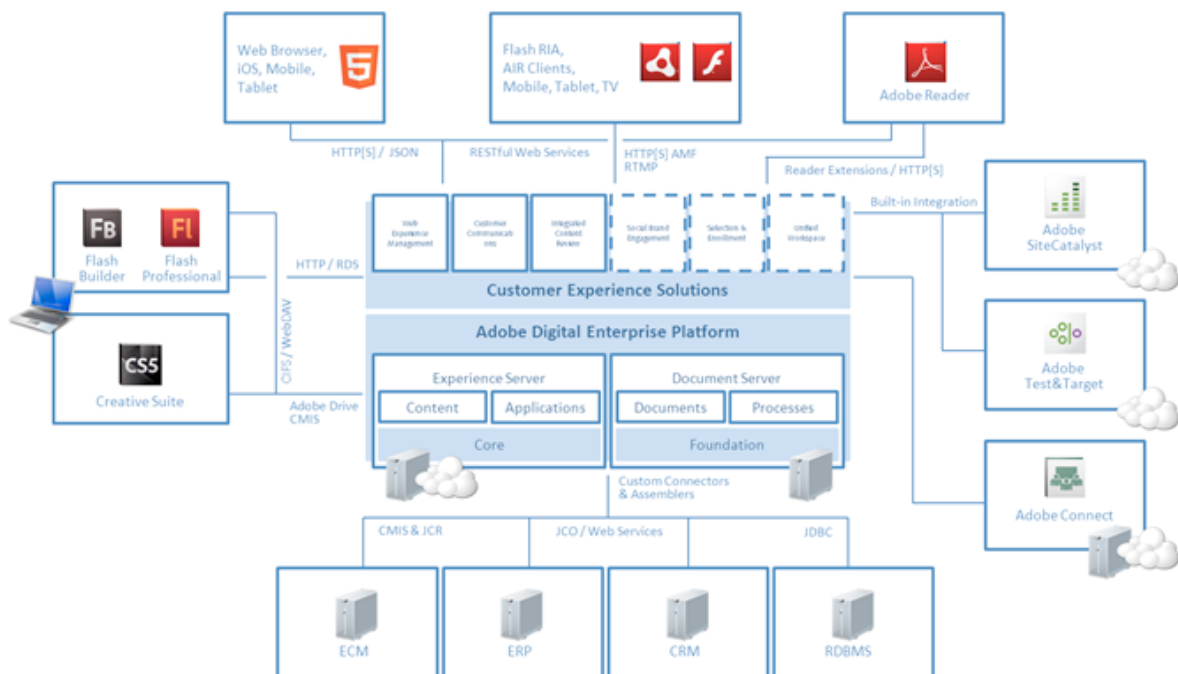 Web Browser,
iOS, Mobile,
Tablet
5
Flash RIA,
AIR Clients,
Mobile, Tablet, TV
Adobe Reader
HTTP[S] / JSON
RESTful Web Services
HTTP[S] AMF
RTMP
Reader Extensions / HTTP[S]
FB
Flash
Builder
Fl
Flash
Professional
HTTP / RDS
CIFS / WebDAV
CS5
Creative Suite
Adobe Drive
CMIS
Web
Experience
Management
Customer
Communicati
ons
Integrated
Content
Review
Social Brand
Engagement
Selection &
Enrollment
Unified
Workspace
Customer Experience Solutions
Built-in Integration
Adobe
SiteCatalyst
Adobe
Test&Target
Adobe Connect
Adobe Digital Enterprise Platform
Experience Server
Content
Applications
Core
Document Server
Documents
Processes
Foundation
Custom Connectors
& Assemblers
CMIS & JCR
JCO / Web Services
JDBC
ECM
ERP
CRM
RDBMS